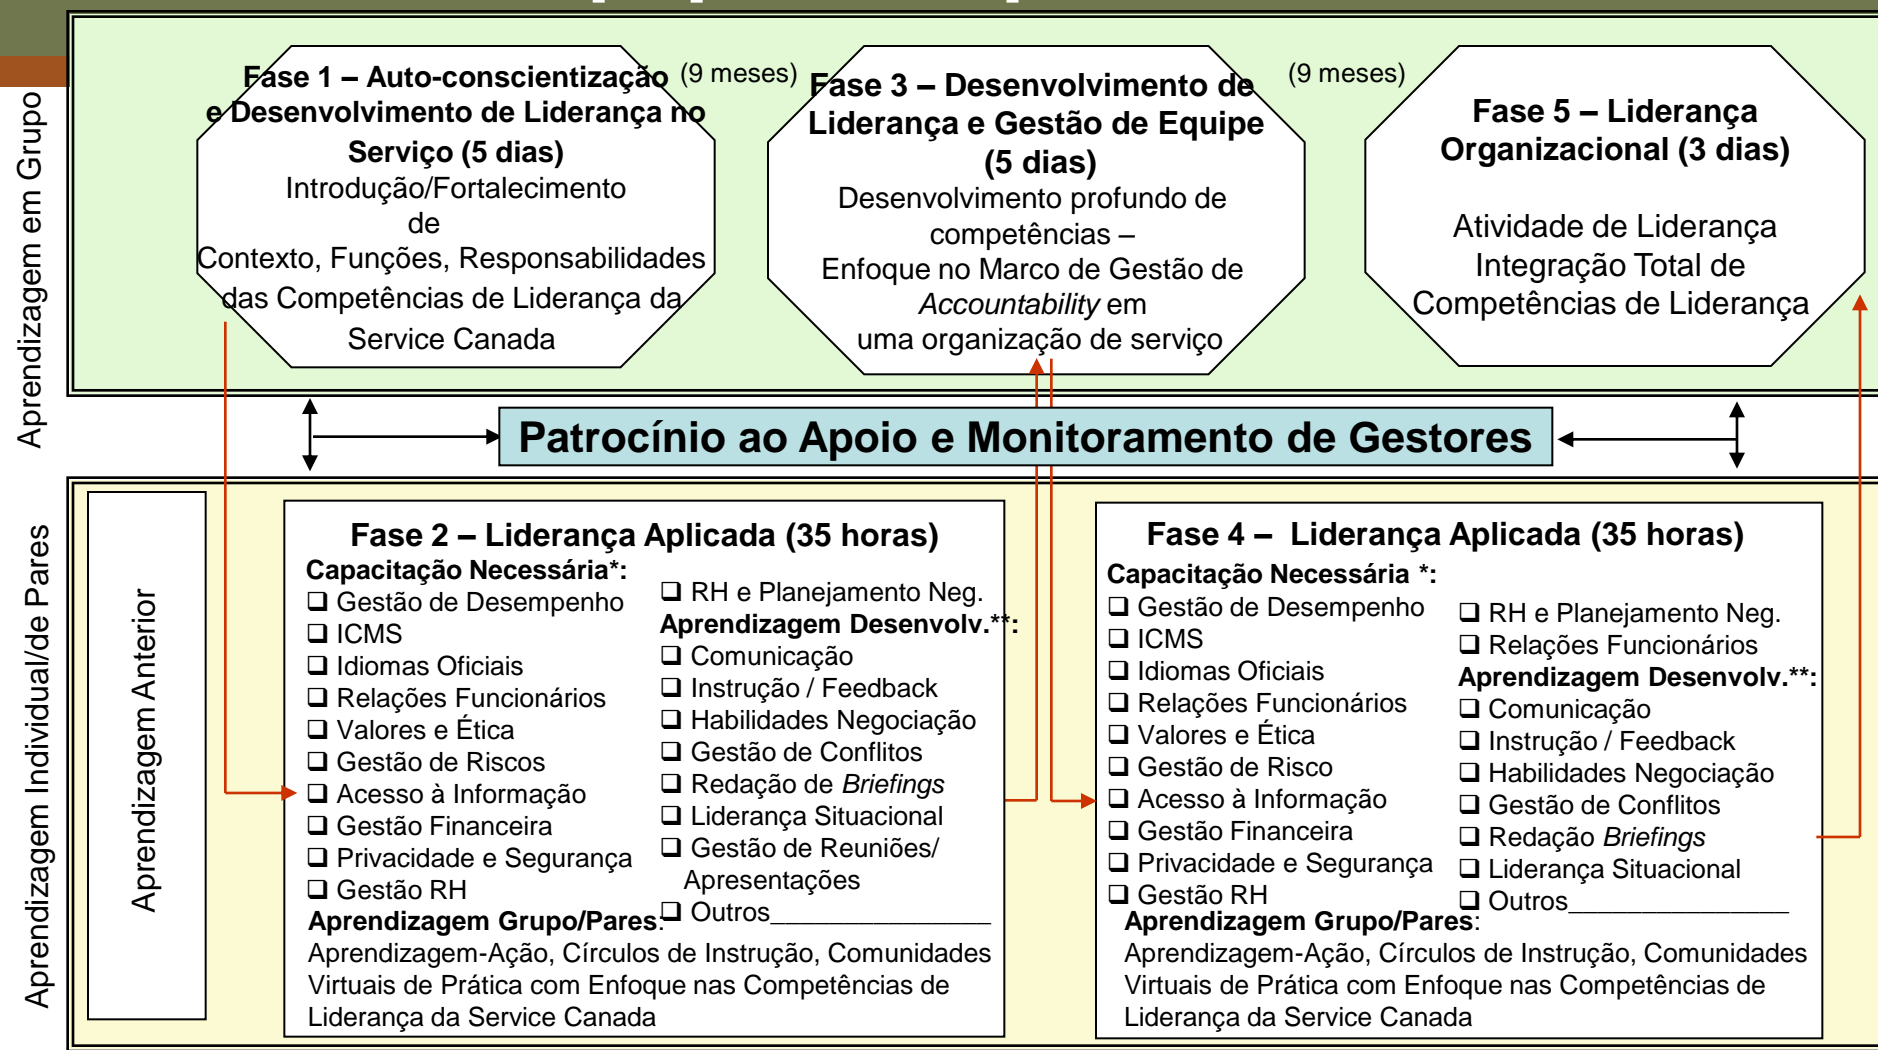 Aprendizagem em Grupo
Fase 1 – Auto-conscientização
e Desenvolvimento de Liderança no
Serviço (5 dias)
Introdução/Fortalecimento
de
Contexto, Funções, Responsabilidades
das Competências de Liderança da
Service Canada
(9 meses)
Fase 3 – Desenvolvimento de
Liderança e Gestão de Equipe
(5 dias)
Desenvolvimento profundo de
competências –
Enfoque no Marco de Gestão de
Accountability em
uma organização de serviço
(9 meses)
Fase 5 – Liderança
Organizacional (3 dias)
Atividade de Liderança
Integração Total de
Competências de Liderança
Patrocínio ao Apoio e Monitoramento de Gestores
Aprendizagem Individual/de Pares
Aprendizagem Anterior
Fase 2 – Liderança Aplicada (35 horas)
Capacitação Necessária*:
❑ Gestão de Desempenho
❑ ICMS
❑ Idiomas Oficiais
❑ Relações Funcionários
❑ Valores e Ética
❑ Gestão de Riscos
❑ Acesso à Informação
❑ Gestão Financeira
❑ Privacidade e Segurança
❑ Gestão RH
❑ RH e Planejamento Neg.
Aprendizagem Desenvolv.**:
❑ Comunicação
❑ Instrução / Feedback
❑ Habilidades Negociação
❑ Gestão de Conflitos
❑ Redação de Briefings
❑ Liderança Situacional
❑ Gestão de Reuniões/
Apresentações
❑ Outros_______________
Aprendizagem Grupo/Pares:
Aprendizagem-Ação, Círculos de Instrução, Comunidades
Virtuais de Prática com Enfoque nas Competências de
Liderança da Service Canada
Fase 4 – Liderança Aplicada (35 horas)
Capacitação Necessária *:
❑ Gestão de Desempenho
❑ ICMS
❑ Idiomas Oficiais
❑ Relações Funcionários
❑ Valores e Ética
❑ Gestão de Risco
❑ Acesso à Informação
❑ Gestão Financeira
❑ Privacidade e Segurança
❑ Gestão RH
❑ RH e Planejamento Neg.
❑ Relações Funcionários
Aprendizagem Desenvolv.**:
❑ Comunicação
❑ Instrução / Feedback
❑ Habilidades Negociação
❑ Gestão de Conflitos
❑ Redação Briefings
❑ Liderança Situacional
❑ Outros_______________
Aprendizagem Grupo/Pares:
Aprendizagem-Ação, Círculos de Instrução, Comunidades
Virtuais de Prática com Enfoque nas Competências de
Liderança da Service Canada